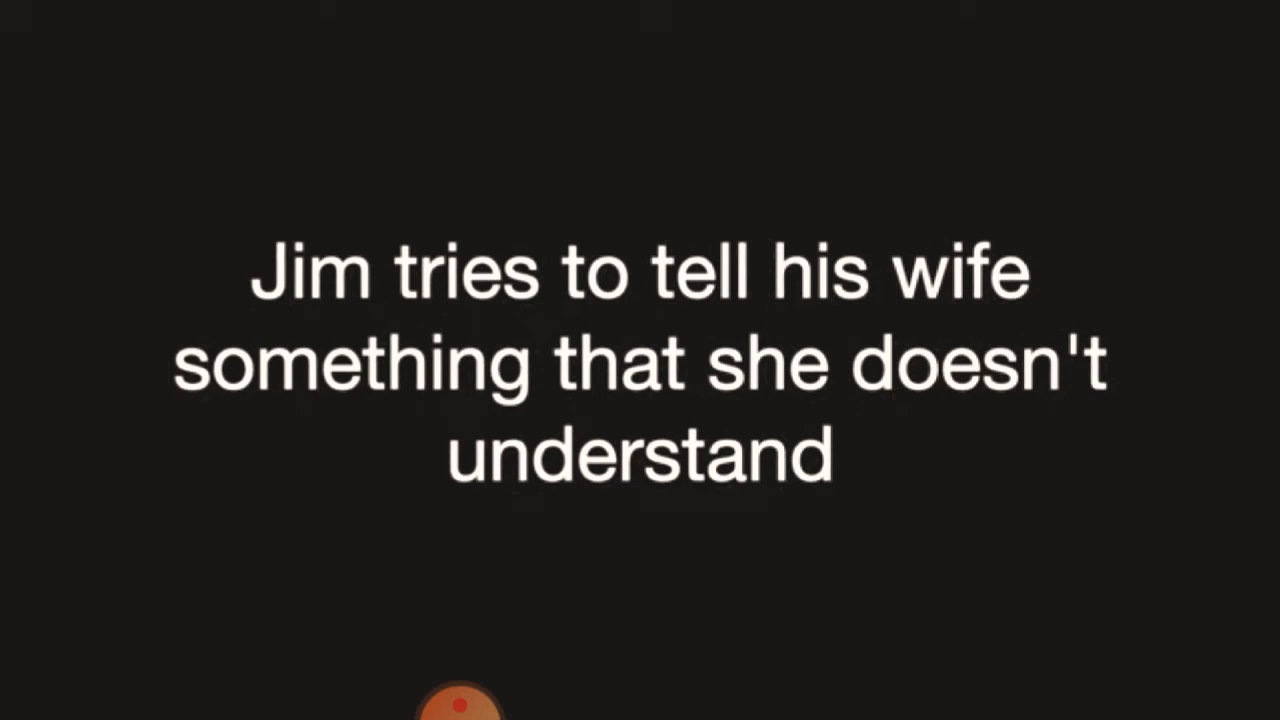 Jim tries to tell his wife
something that she doesn't
understand